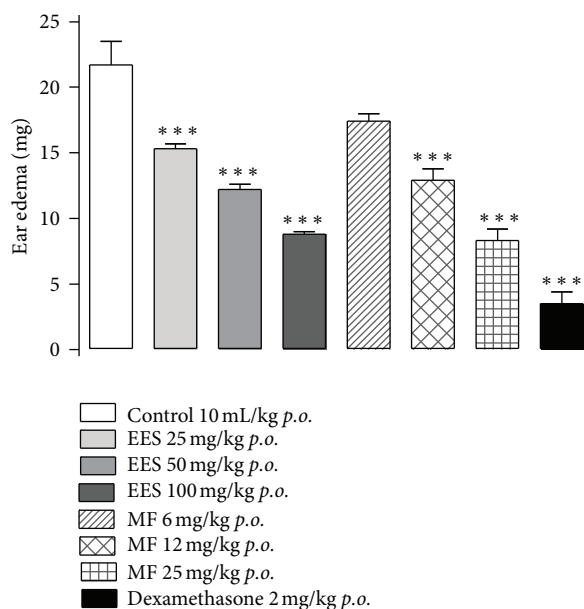 25
20
15
10
5
0
Ear edema (mg)
∗∗∗
∗∗∗
∗∗∗
∗∗∗
∗∗∗
∗∗∗
Control 10 mL/kg p.o.
EES 25 mg/kg p.o.
EES 50 mg/kg p.o.
EES 100 mg/kg p.o.
MF 6 mg/kg p.o.
MF 12 mg/kg p.o.
MF 25 mg/kg p.o.
Dexamethasone 2 mg/kg p.o.